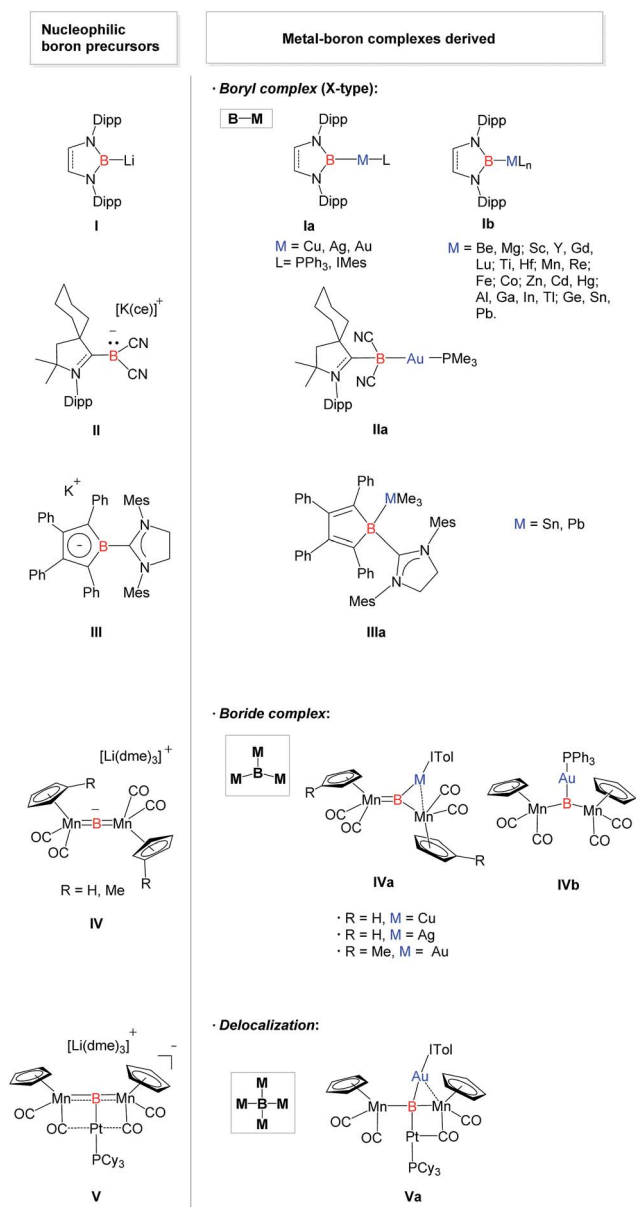 Nucleophilic
boron precursors
Metal-boron complexes derived
· Boryl complex (X-type):
B—M
Dipp
N
B—Li
N
Dipp
I
Dipp
N
B—M—L
N
Dipp
Ia
M = Cu, Ag, Au
L= PPh3, IMes
Dipp
N
B—MLn
N
Dipp
Ib
M = Be, Mg; Sc, Y, Gd,
Lu; Ti, Hf; Mn, Re;
Fe; Co; Zn, Cd, Hg;
Al, Ga, In, Tl; Ge, Sn,
Pb.
[K(ce)]+
−
B
CN
CN
N
Dipp
II
NC
B—Au—PMe3
NC
N
Dipp
IIa
K+
Ph
Ph
Mes
N
−
B
N
Ph
Ph
Mes
III
Ph
MMe3
Ph
Mes
B
N
N
Ph
Ph
Mes
IIIa
M = Sn, Pb
· Boride complex:
M
M B M
[Li(dme)3]+
R
−
CO
Mn=B=Mn
CO
OC
OC
R
R = H, Me
IV
ITol
M
R
Mn=B
CO
CO
OC
OC
Mn
R
IVa
· R = H, M = Cu
· R = H, M = Ag
· R = Me, M = Au
PPh3
Au
B
Mn
Mn
OC
CO
CO
OC
IVb
· Delocalization:
M
M-B-M
M
[Li(dme)3]+
−
Mn B Mn
OC
CO
OC Pt CO
PCy3
V
ITol
Au
Mn B Mn
OC
CO
OC
Pt CO
PCy3
Va